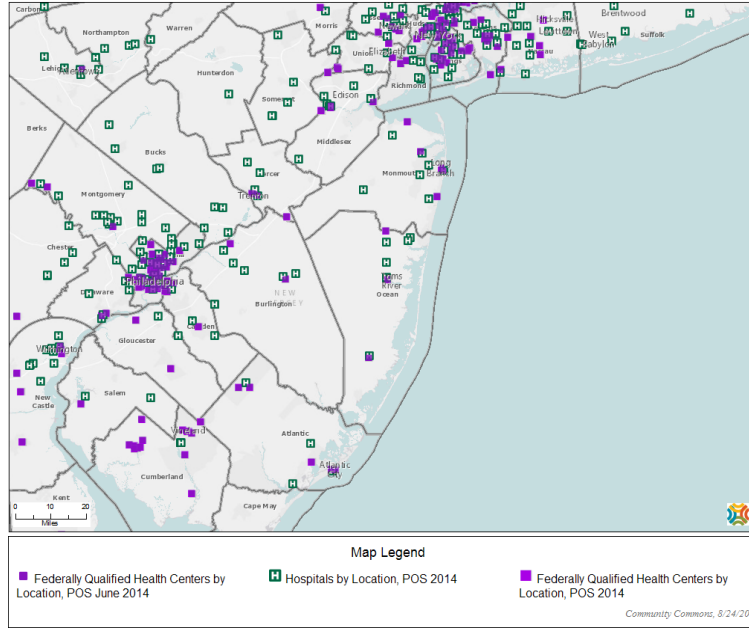 Carbon
Warren
Morris
Brentwood
Northampton
Suffolk
West
Babylon
Union
Elizabeth
Lehigh
Hunterdon
Richmond
Somerset
Edison
Berks
Middlesex
Bucks
Mercer
Monmouth
Long
Branch
Montgomery
Trenton
Chester
Philadelphia
Toms
River
Ocean
Delaware
NEW
JERSEY
Burlington
Camden
Gloucester
Wilmington
New
Castle
Salem
Vineland
Atlantic
Atlantic
City
Cumberland
Kent
Cape May
0 10 20
Miles
Map Legend
Federally Qualified Health Centers by
Location, POS June 2014
Hospitals by Location, POS 2014
Federally Qualified Health Centers by
Location, POS 2014
Community Commons, 8/24/20